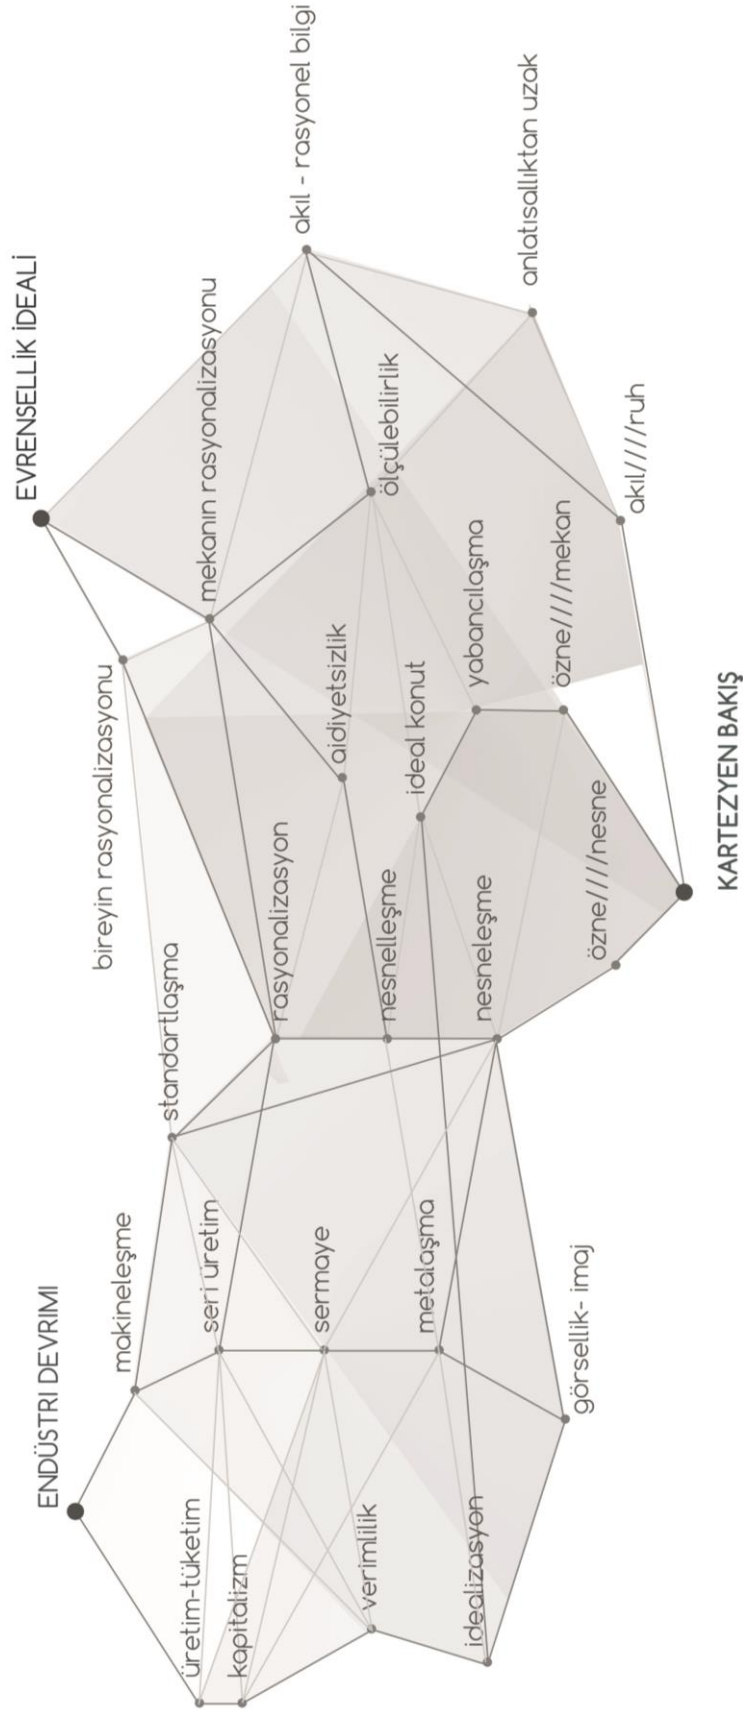 ENDÜSTRI DEVRIMI
EVRENSELLİK İDEALİ
makineleşme
standartlaşma
bireyin rasyonalizasyonu
mekanın rasyonalizasyonu
akıl - rasyonel bilgi
üretim-tüketim
kapitalizm
seri üretim
rasyonalizasyon
sermaye
aidiyetsizlik
ölçülebilirlik
verimlilik
nesnelleşme
metalaşma
ideal konut
idealizasyon
nesneleşme
yabancılaşma
anlatısallıktan uzak
özne////mekan
görsellik- imaj
özne////nesne
akıl////ruh
KARTEZYEN BAKIŞ